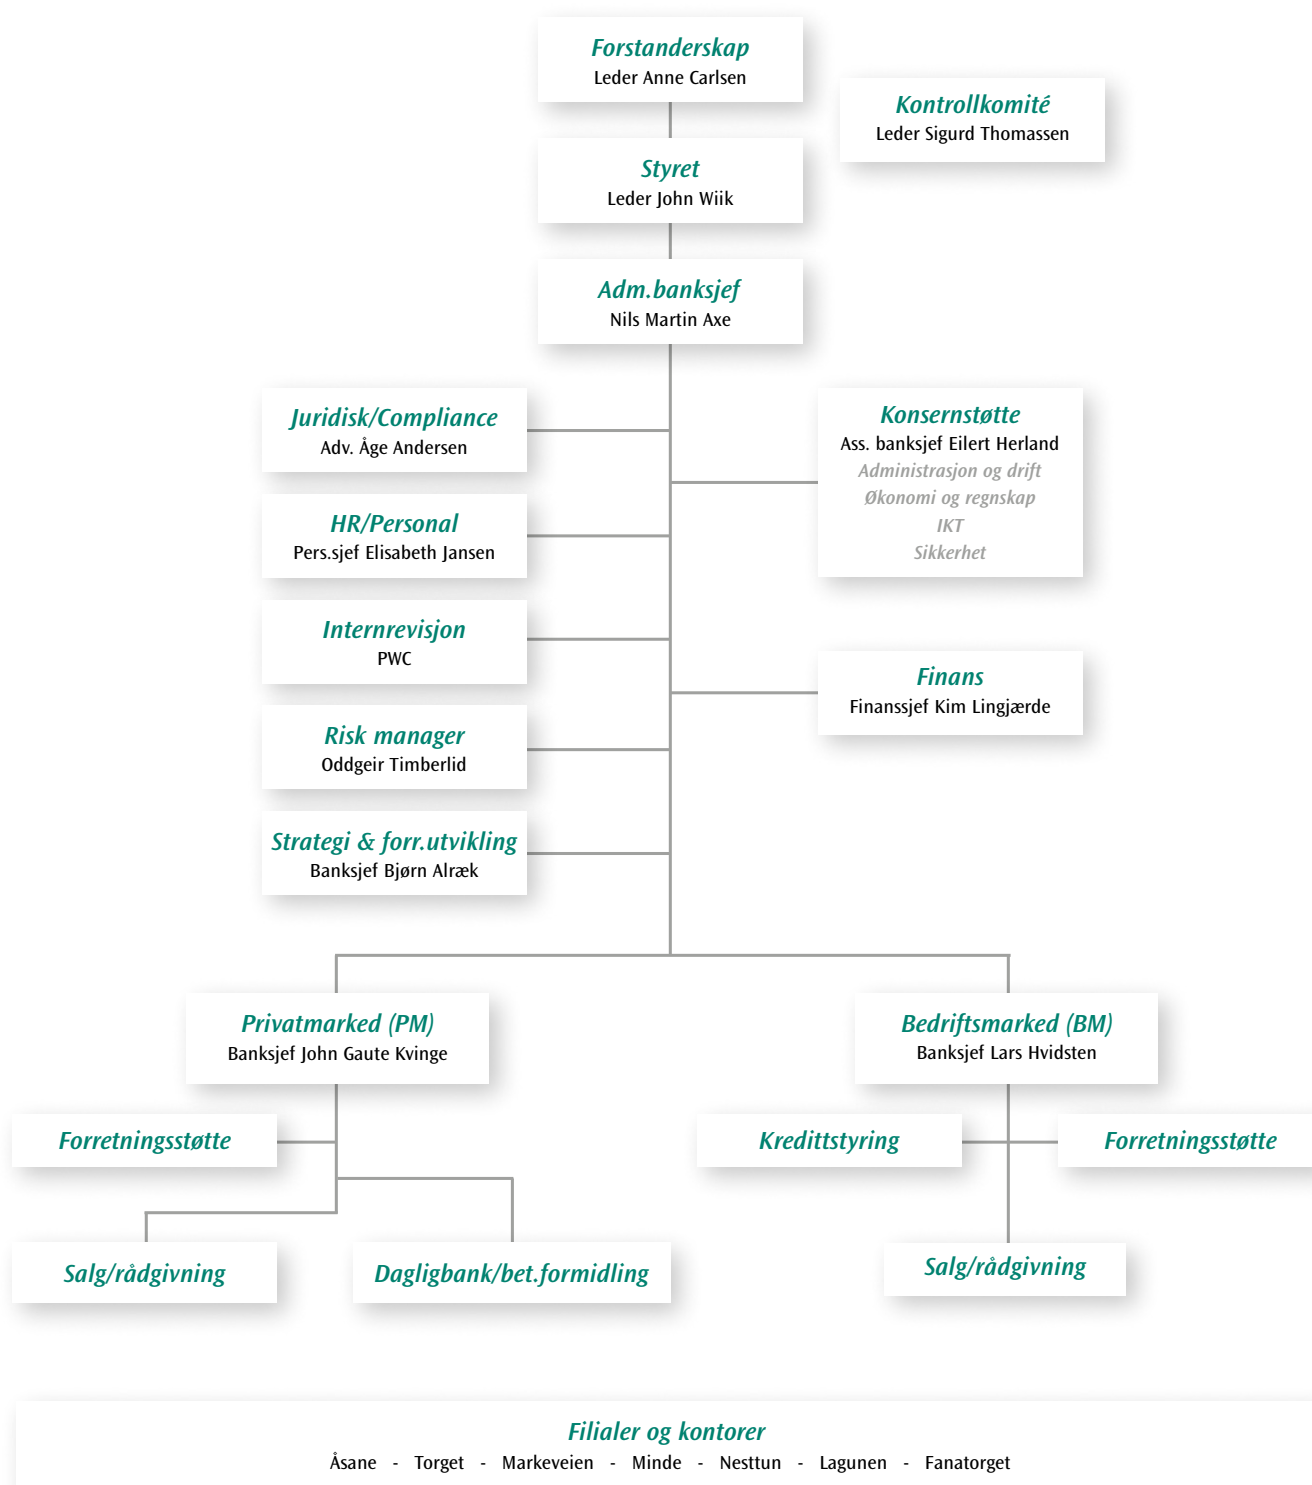 Forstanderskap
Leder Anne Carlsen
Kontrollkomité
Leder Sigurd Thomassen
Styret
Leder John Wiik
Adm.banksjef
Nils Martin Axe
Juridisk/Compliance
Adv. Åge Andersen
HR/Personal
Pers.sjef Elisabeth Jansen
Internrevisjon
PWC
Risk manager
Oddgeir Timberlid
Strategi & forr.utvikling
Banksjef Bjørn Alræk
Konsernstøtte
Ass. banksjef Eilert Herland
Administrasjon og drift
Økonomi og regnskap
IKT
Sikkerhet
Finans
Finanssjef Kim Lingjærde
Privatmarked (PM)
Banksjef John Gaute Kvinge
Forretningsstøtte
Salg/rådgivning
Dagligbank/bet.formidling
Bedriftsmarked (BM)
Banksjef Lars Hvidsten
Kredittstyring
Forretningsstøtte
Salg/rådgivning
Filialer og kontorer
Åsane - Torget - Markeveien - Minde - Nesttun - Lagunen - Fanatorget